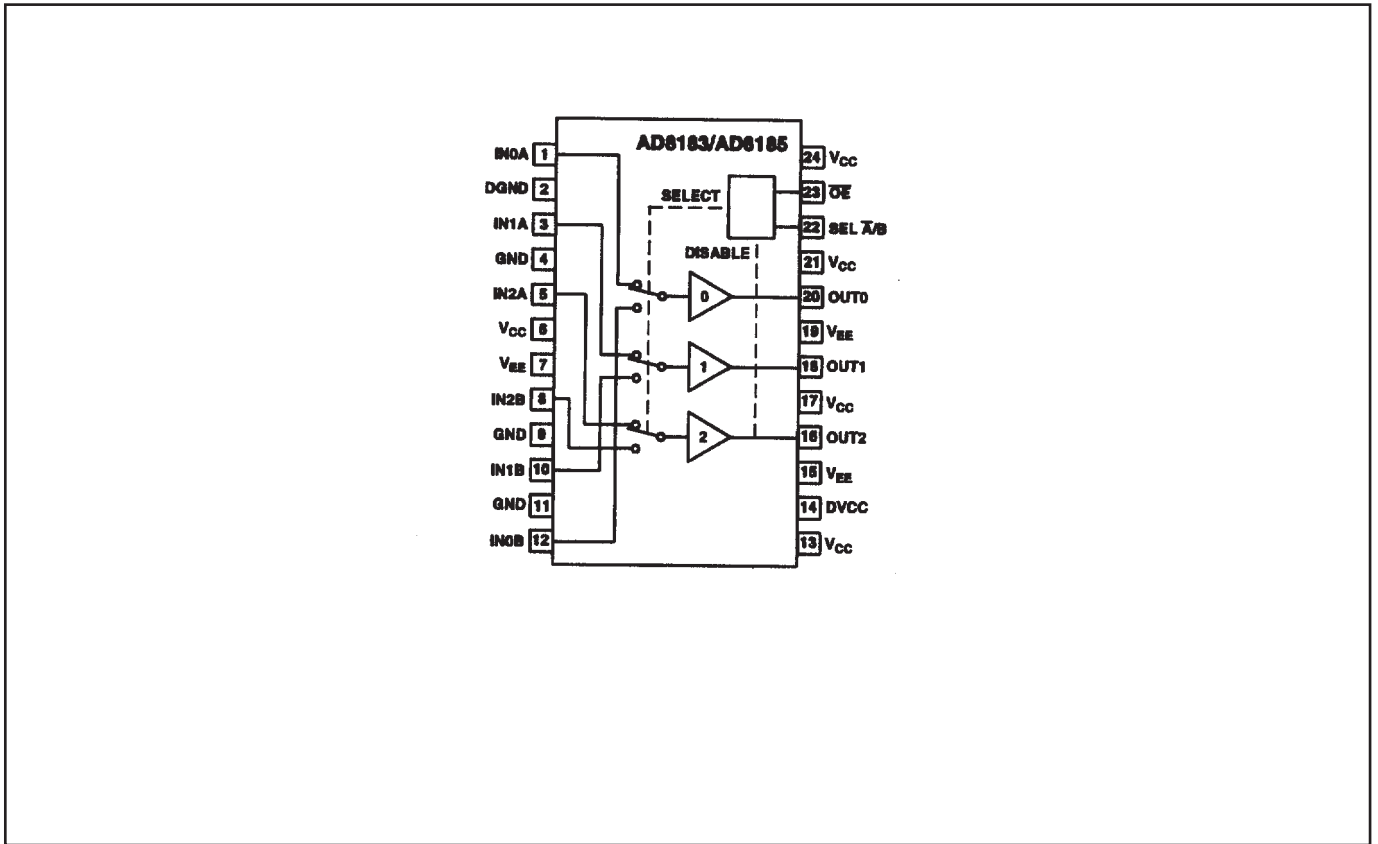 AD8183/AD8185
IN0A 1
DGND 2
IN1A 3
GND 4
IN2A 5
VCC 6
VEE 7
IN2B 8
GND 9
IN1B 10
GND 11
IN0B 12
24 VCC
23 O̅E̅
22 SEL A̅/B
21 VCC
20 OUT0
19 VEE
18 OUT1
17 VCC
16 OUT2
15 VEE
14 DVCC
13 VCC
SELECT
DISABLE
0
1
2